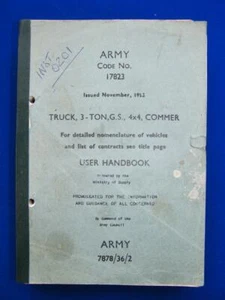 INST
0201
ARMY
CODE No.
17823
Issued November, 1952
TRUCK, 3-TON, G.S., 4x4, COMMER
For detailed nomenclature of vehicles
and list of contracts see title page
USER HANDBOOK
Prepared by the
Ministry of Supply
PROMULGATED FOR THE INFORMATION
AND GUIDANCE OF ALL CONCERNED
By Command of the
Army Council
ARMY
7878/36/2